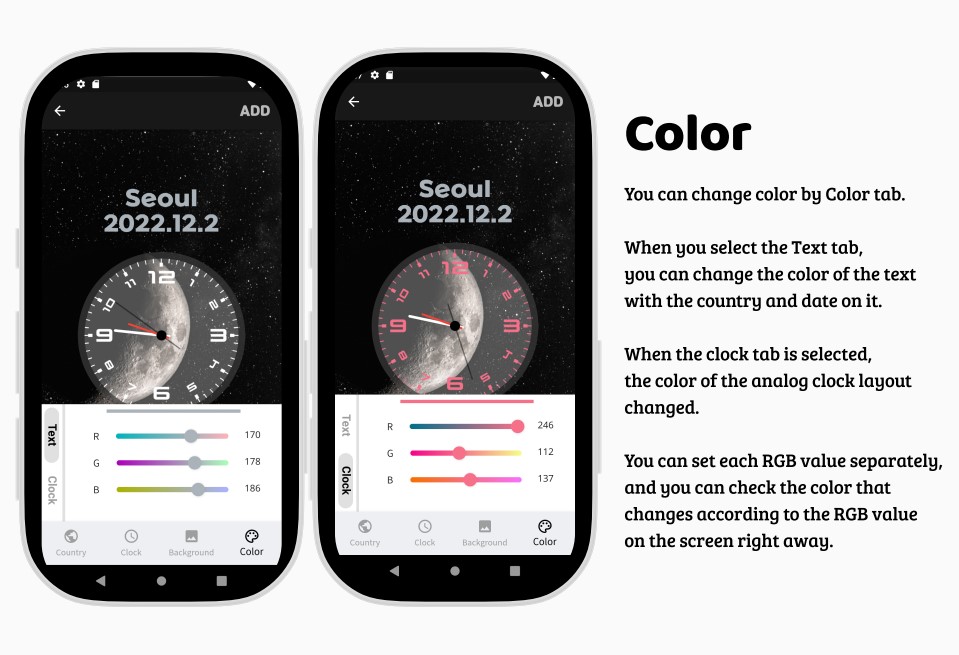 ADD
Seoul
2022.12.2
12
1
11
10
9
3
8
4
7
5
6
Text
Clock
R
170
G
178
B
186
Country
Clock
Background
Color
ADD
Seoul
2022.12.2
12
1
11
2
10
9
3
8
4
7
5
6
Text
Clock
R
246
G
112
B
137
Country
Clock
Background
Color
Color
You can change color by Color tab.
When you select the Text tab,
you can change the color of the text
with the country and date on it.
When the clock tab is selected,
the color of the analog clock layout
changed.
You can set each RGB value separately,
and you can check the color that
changes according to the RGB value
on the screen right away.